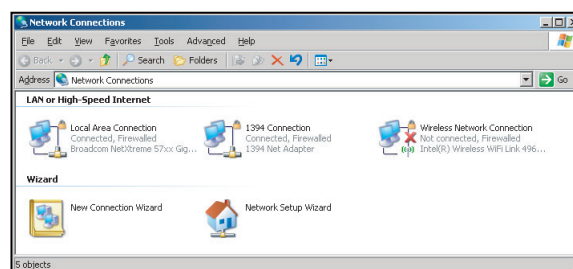 Network Connections
File Edit View Favorites Tools Advanced Help
Back Search Folders
Address Network Connections Go
LAN or High-Speed Internet
Local Area Connection
Connected, Firewalled
Broadcom NetXtreme 57xx Gig...
1394 Connection
Connected, Firewalled
1394 Net Adapter
Wireless Network Connection
Not connected, Firewalled
Intel(R) Wireless WiFi Link 496...
Wizard
New Connection Wizard
Network Setup Wizard
5 objects